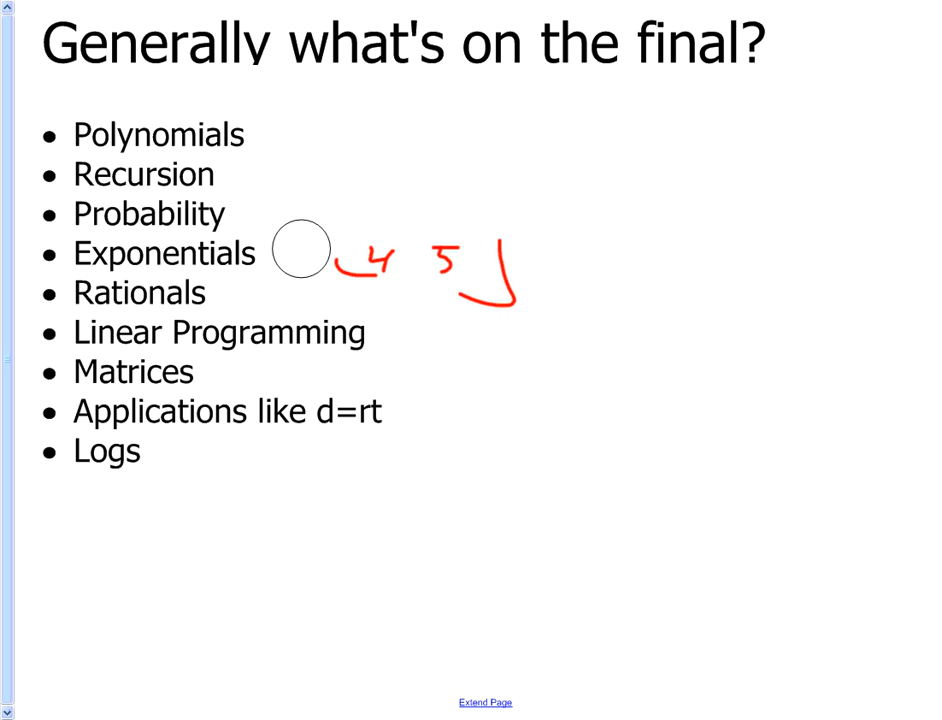 Generally what's on the final?
• Polynomials
• Recursion
• Probability
• Exponentials 4 5
• Rationals
• Linear Programming
• Matrices
• Applications like d=rt
• Logs
Extend Page